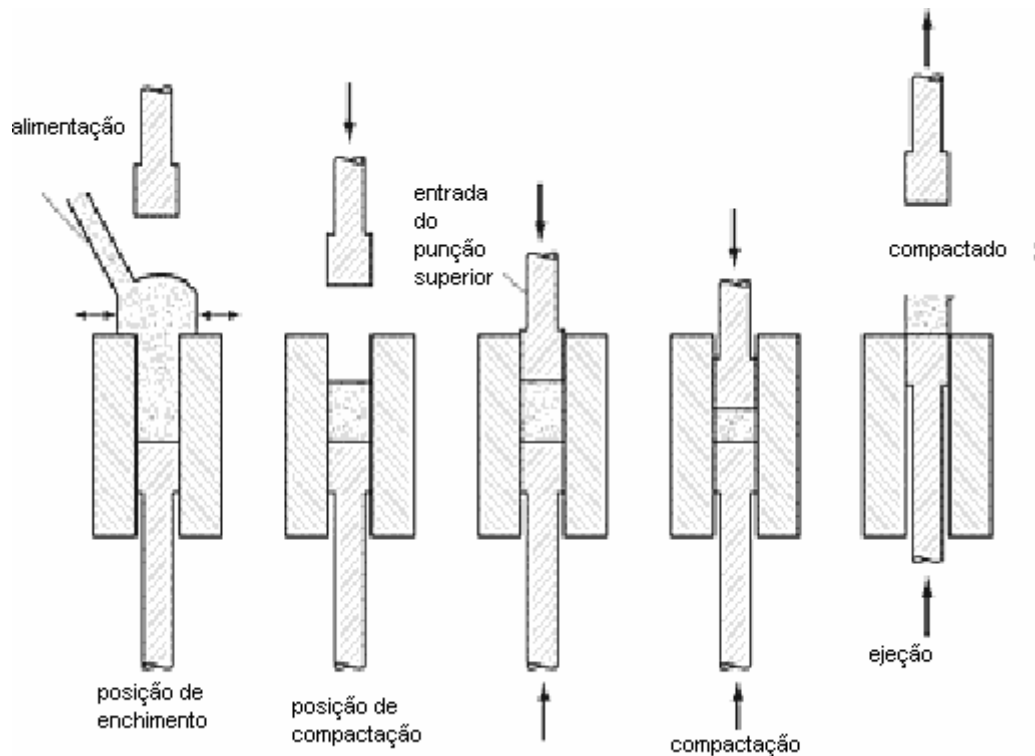 alimentação
entrada
do
punção
superior
compactado
posição de
enchimento
posição de
compactação
compactação
ejeção